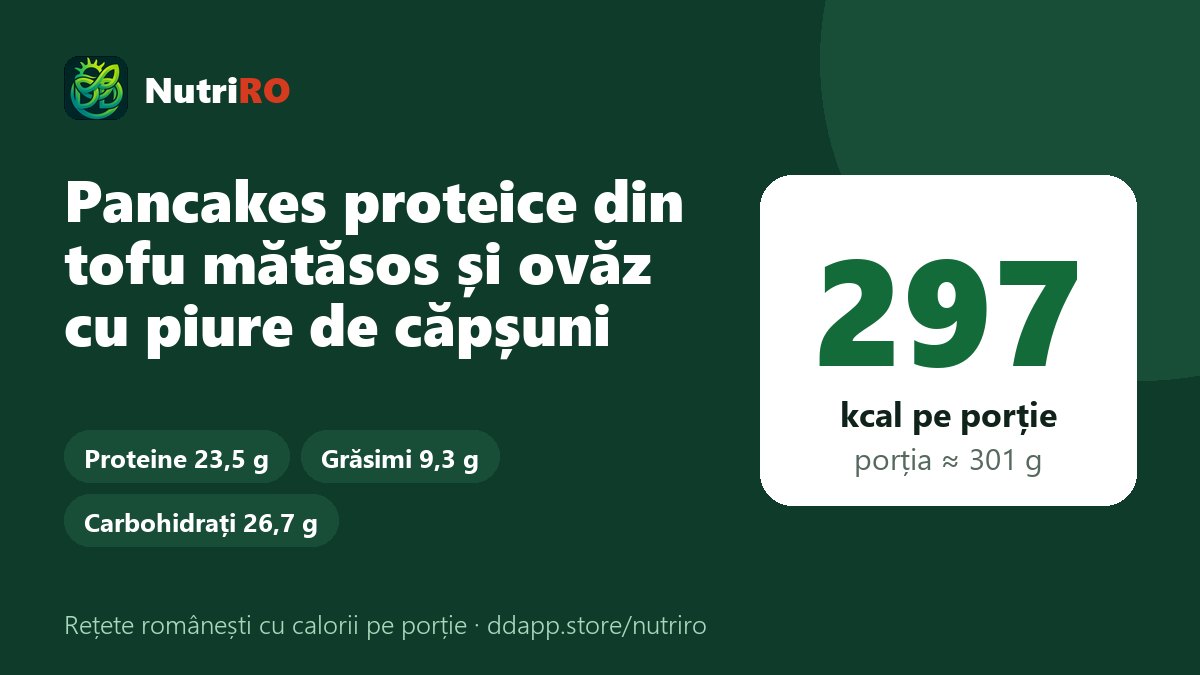 NutriRO
Pancakes proteice din
tofu mătăsos și ovăz
cu piure de căpșuni
Proteine 23,5 g
Grăsimi 9,3 g
Carbohidrați 26,7 g
297
kcal pe porție
porția ≈ 301 g
Rețete românești cu calorii pe porție · ddapp.store/nutriro